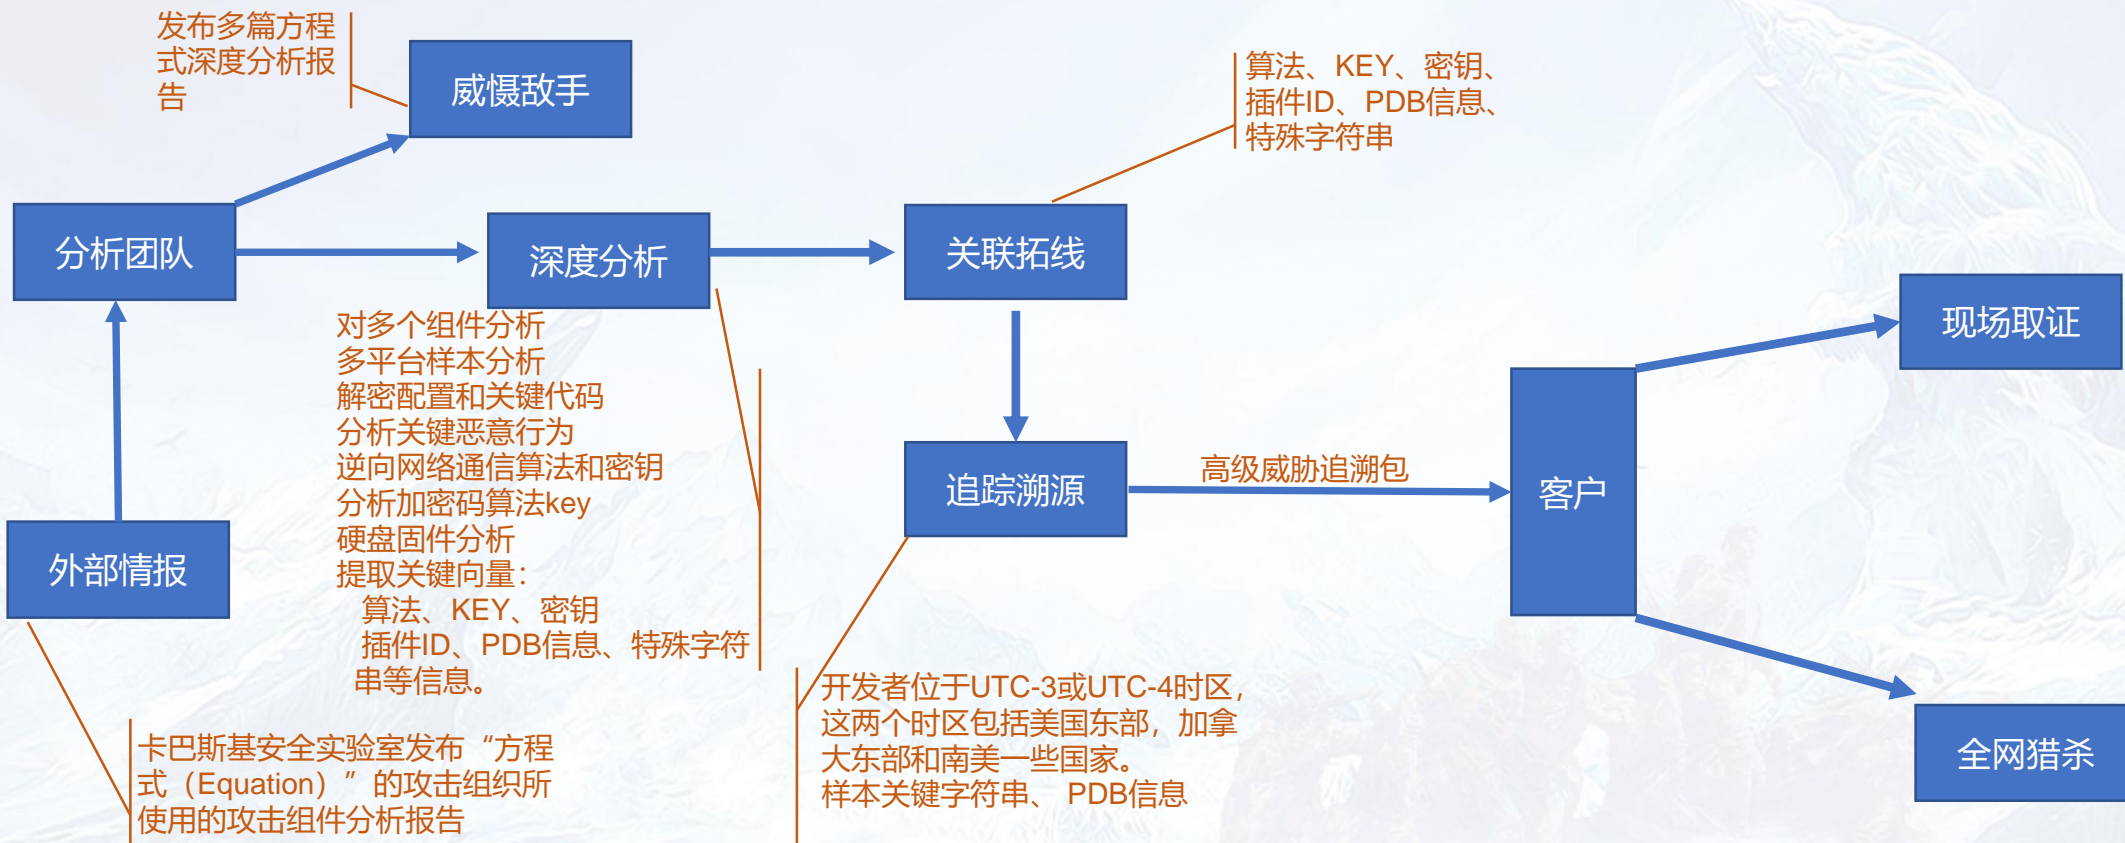 发布多篇方程
式深度分析报
告
威慑敌手
算法、KEY、密钥、
插件ID、PDB信息、
特殊字符串
分析团队
深度分析
关联拓线
现场取证
对多个组件分析
多平台样本分析
解密配置和关键代码
分析关键恶意行为
逆向网络通信算法和密钥
分析加密码算法key
硬盘固件分析
提取关键向量：
算法、KEY、密钥
插件ID、PDB信息、特殊字符
串等信息。
追踪溯源
高级威胁追溯包
客户
外部情报
开发者位于UTC-3或UTC-4时区，
这两个时区包括美国东部，加拿
大东部和南美一些国家。
样本关键字符串、 PDB信息
全网猎杀
卡巴斯基安全实验室发布“方程
式（Equation）”的攻击组织所
使用的攻击组件分析报告